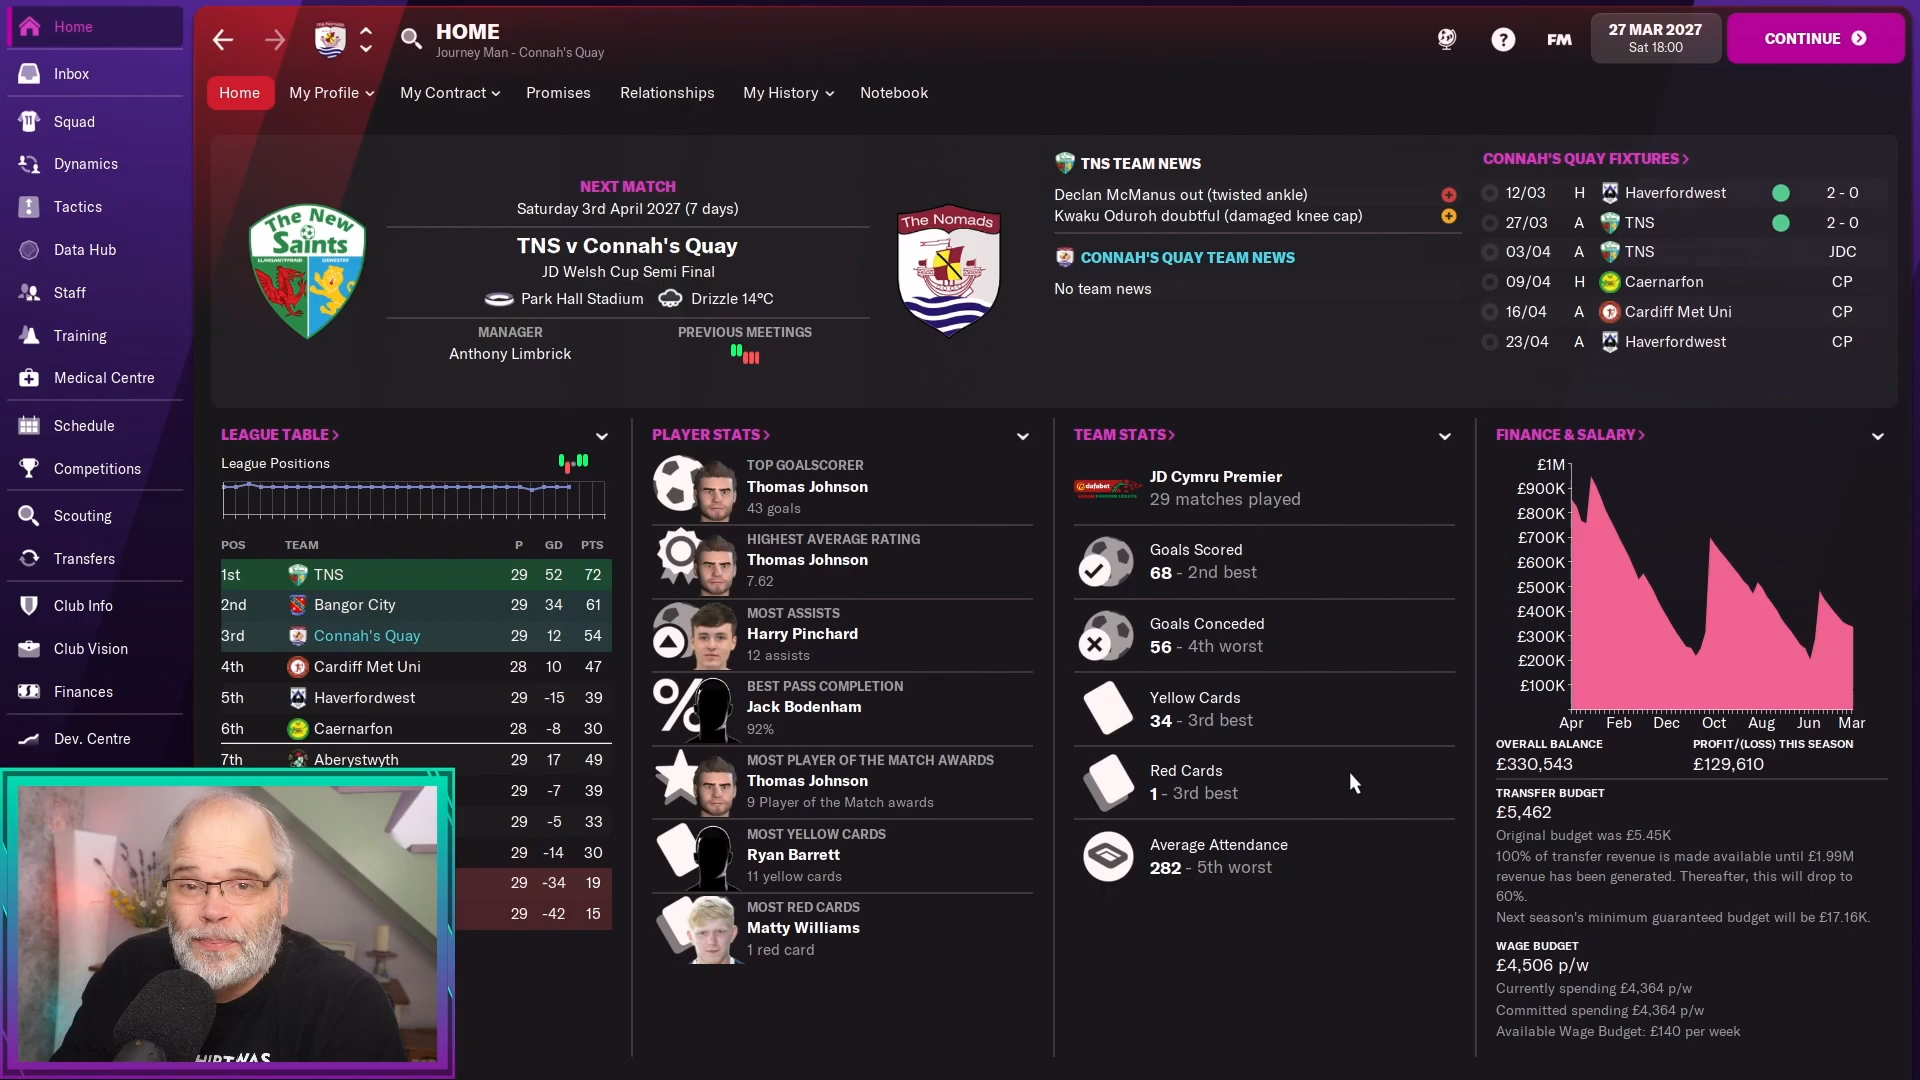 Home
Inbox
Squad
Dynamics
Tactics
Data Hub
Staff
Training
Medical Centre
Schedule
Competitions
Scouting
Transfers
Club Info
Club Vision
Finances
Dev. Centre
HOME
Journey Man - Connah's Quay
FM
27 MAR 2027
Sat 18:00
CONTINUE
Home My Profile My Contract Promises Relationships My History Notebook
The New
Saints
LLANSANTFFRAID OSWESTRY
NEXT MATCH
Saturday 3rd April 2027 (7 days)
TNS v Connah's Quay
JD Welsh Cup Semi Final
Park Hall Stadium Drizzle 14°C
MANAGER
Anthony Limbrick
PREVIOUS MEETINGS
The Nomads
TNS TEAM NEWS
Declan McManus out (twisted ankle)
Kwaku Oduroh doubtful (damaged knee cap)
CONNAH'S QUAY TEAM NEWS
No team news
CONNAH'S QUAY FIXTURES
12/03 H Haverfordwest 2 - 0
27/03 A TNS 2 - 0
03/04 A TNS JDC
09/04 H Caernarfon CP
16/04 A Cardiff Met Uni CP
23/04 A Haverfordwest CP
LEAGUE TABLE
League Positions
POS TEAM P GD PTS
1st TNS 29 52 72
2nd Bangor City 29 34 61
3rd Connah's Quay 29 12 54
4th Cardiff Met Uni 28 10 47
5th Haverfordwest 29 -15 39
6th Caernarfon 28 -8 30
7th Aberystwyth 29 17 49
29 -7 39
29 -5 33
29 -14 30
29 -34 19
29 -42 15
PLAYER STATS
TOP GOALSCORER
Thomas Johnson
43 goals
HIGHEST AVERAGE RATING
Thomas Johnson
7.62
MOST ASSISTS
Harry Pinchard
12 assists
BEST PASS COMPLETION
Jack Bodenham
92%
MOST PLAYER OF THE MATCH AWARDS
Thomas Johnson
9 Player of the Match awards
MOST YELLOW CARDS
Ryan Barrett
11 yellow cards
MOST RED CARDS
Matty Williams
1 red card
TEAM STATS
JD Cymru Premier
29 matches played
Goals Scored
68 - 2nd best
Goals Conceded
56 - 4th worst
Yellow Cards
34 - 3rd best
Red Cards
1 - 3rd best
Average Attendance
282 - 5th worst
FINANCE & SALARY
£1M
£900K
£800K
£700K
£600K
£500K
£400K
£300K
£200K
£100K
Apr Feb Dec Oct Aug Jun Mar
OVERALL BALANCE
£330,543
PROFIT/(LOSS) THIS SEASON
£129,610
TRANSFER BUDGET
£5,462
Original budget was £5.45K
100% of transfer revenue is made available until £1.99M
revenue has been generated. Thereafter, this will drop to
60%.
Next season's minimum guaranteed budget will be £17.16K.
WAGE BUDGET
£4,506 p/w
Currently spending £4,364 p/w
Committed spending £4,364 p/w
Available Wage Budget: £140 per week